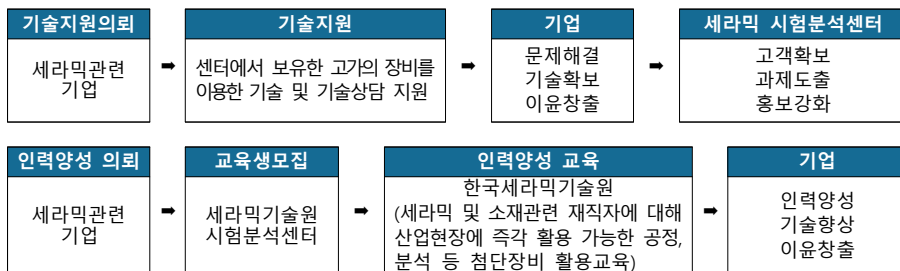 기술지원의뢰
세라믹관련
기업
➡
기술지원
센터에서 보유한 고가의 장비를
이용한 기술 및 기술상담 지원
➡
기업
문제해결
기술확보
이윤창출
➡
세라믹 시험분석센터
고객확보
과제도출
홍보강화
인력양성 의뢰
세라믹관련
기업
➡
교육생모집
세라믹기술원
시험분석센터
➡
인력양성 교육
한국세라믹기술원
(세라믹 및 소재관련 재직자에 대해
산업현장에 즉각 활용 가능한 공정,
분석 등 첨단장비 활용교육)
➡
기업
인력양성
기술향상
이윤창출